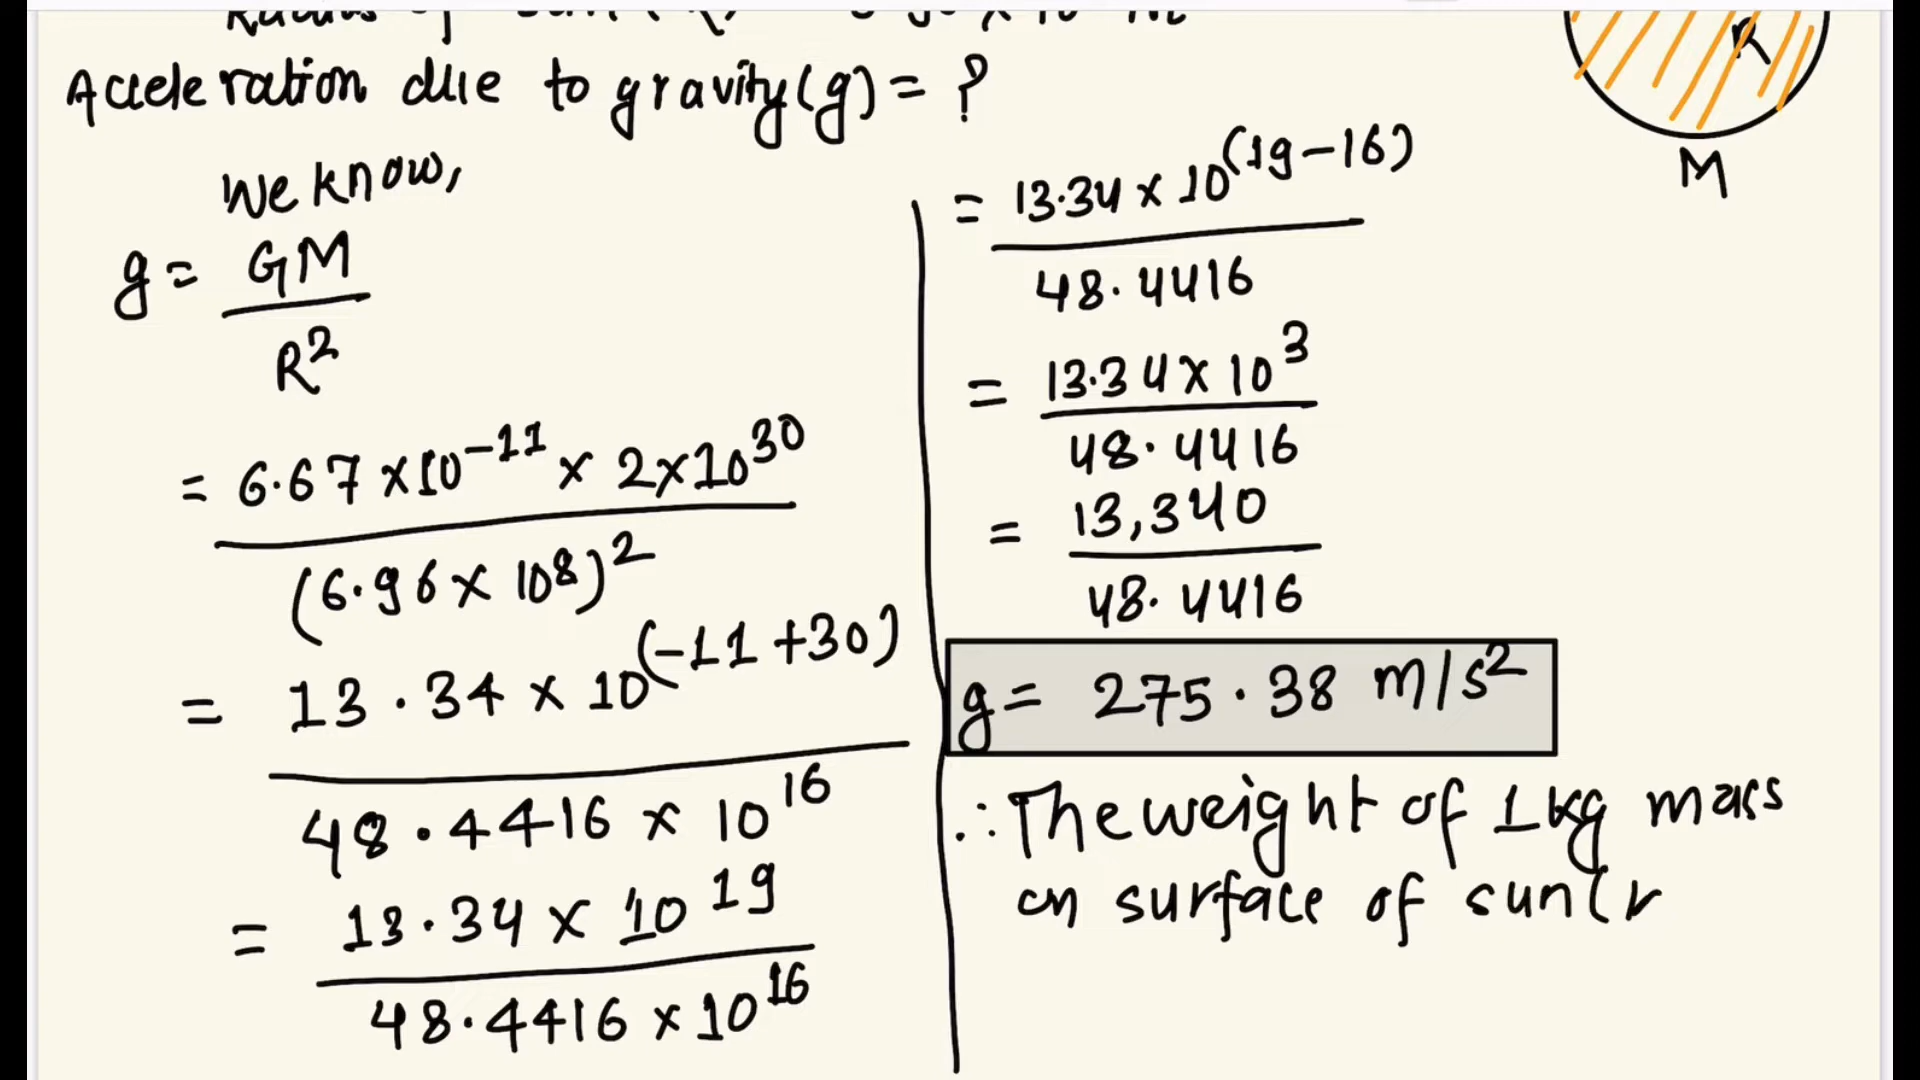 Acceleration due to gravity(g) = ?
We know,
g = GM
R²
= 6.67 × 10⁻¹¹ × 2 × 10³⁰
(6.96 × 10⁸)²
= 13.34 × 10⁽⁻¹¹ ⁺³⁰⁾
48.4416 × 10¹⁶
= 13.34 × 10¹⁹
48.4416 × 10¹⁶
= 13.34 × 10⁽¹⁹⁻¹⁶⁾
48.4416
= 13.34 × 10³
48.4416
= 13,340
48.4416
g = 275.38 m/s²
∴ The weight of 1kg mass
on surface of sun(
R
M